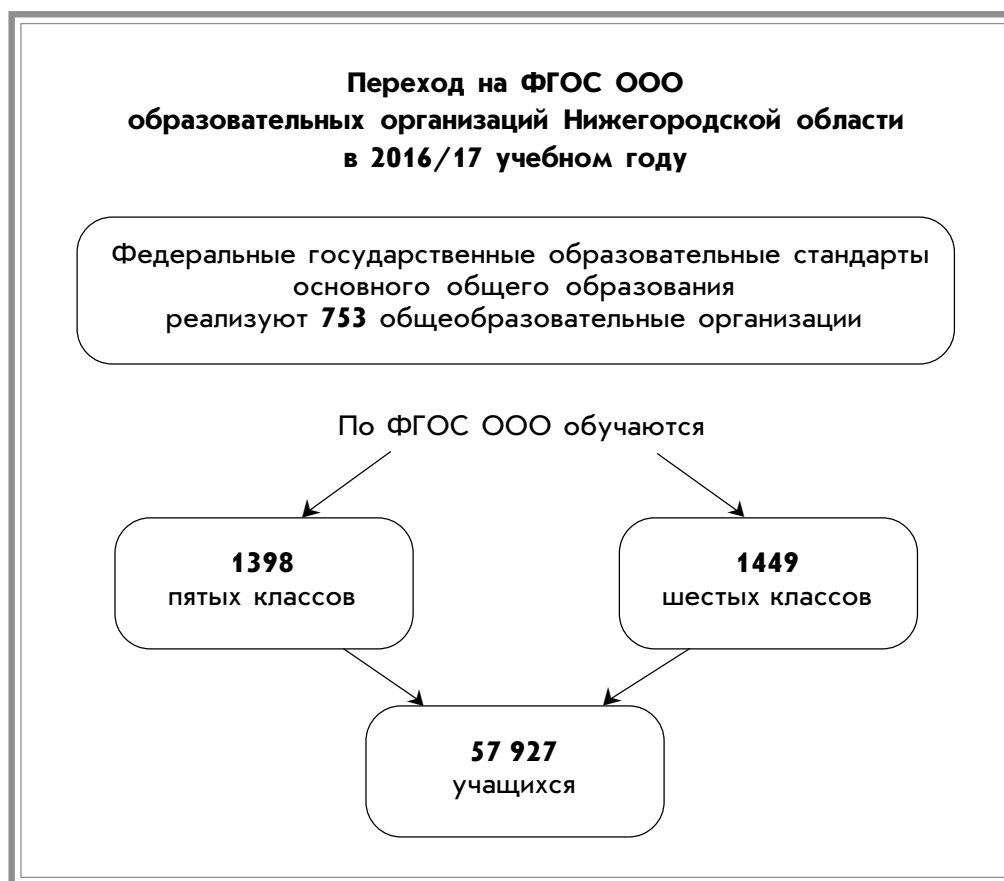 Переход на ФГОС ООО
образовательных организаций Нижегородской области
в 2016/17 учебном году
Федеральные государственные образовательные стандарты
основного общего образования
реализуют 753 общеобразовательные организации
По ФГОС ООО обучаются
1398
пятых классов
1449
шестых классов
57 927
учащихся